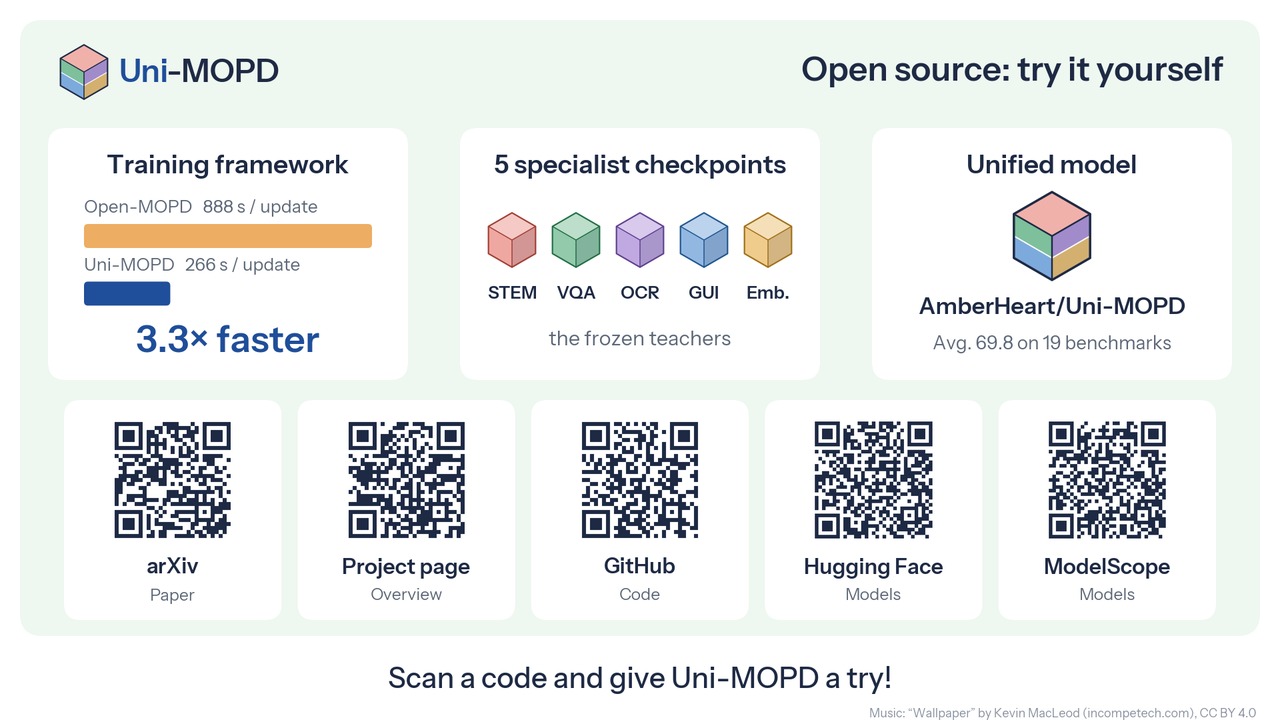 Uni-MOPD
Open source: try it yourself
Training framework
Open-MOPD 888 s / update
Uni-MOPD 266 s / update
3.3× faster
5 specialist checkpoints
STEM VQA OCR GUI Emb.
the frozen teachers
Unified model
AmberHeart/Uni-MOPD
Avg. 69.8 on 19 benchmarks
arXiv
Paper
Project page
Overview
GitHub
Code
Hugging Face
Models
ModelScope
Models
Scan a code and give Uni-MOPD a try!
Music: “Wallpaper” by Kevin MacLeod (incompetech.com), CC BY 4.0